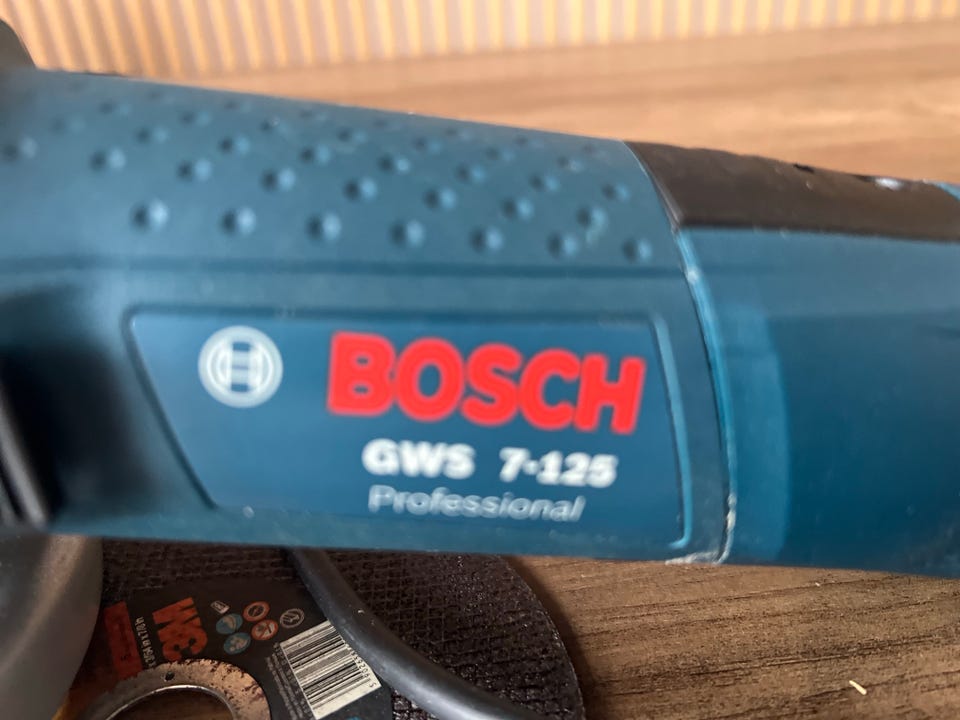 BOSCH
GWS 7-125
Professional